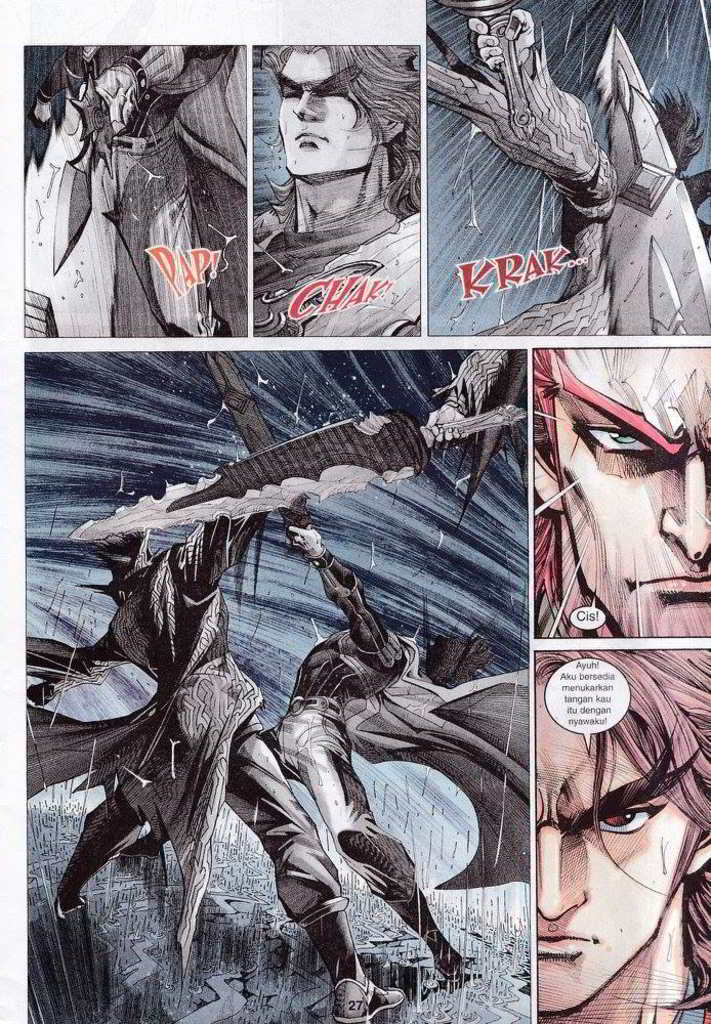 PAP!
CHAK!
KRAK...
Cis!
Ayuh!
Aku bersedia
menukarkan
tangan kau
itu dengan
nyawaku!
27